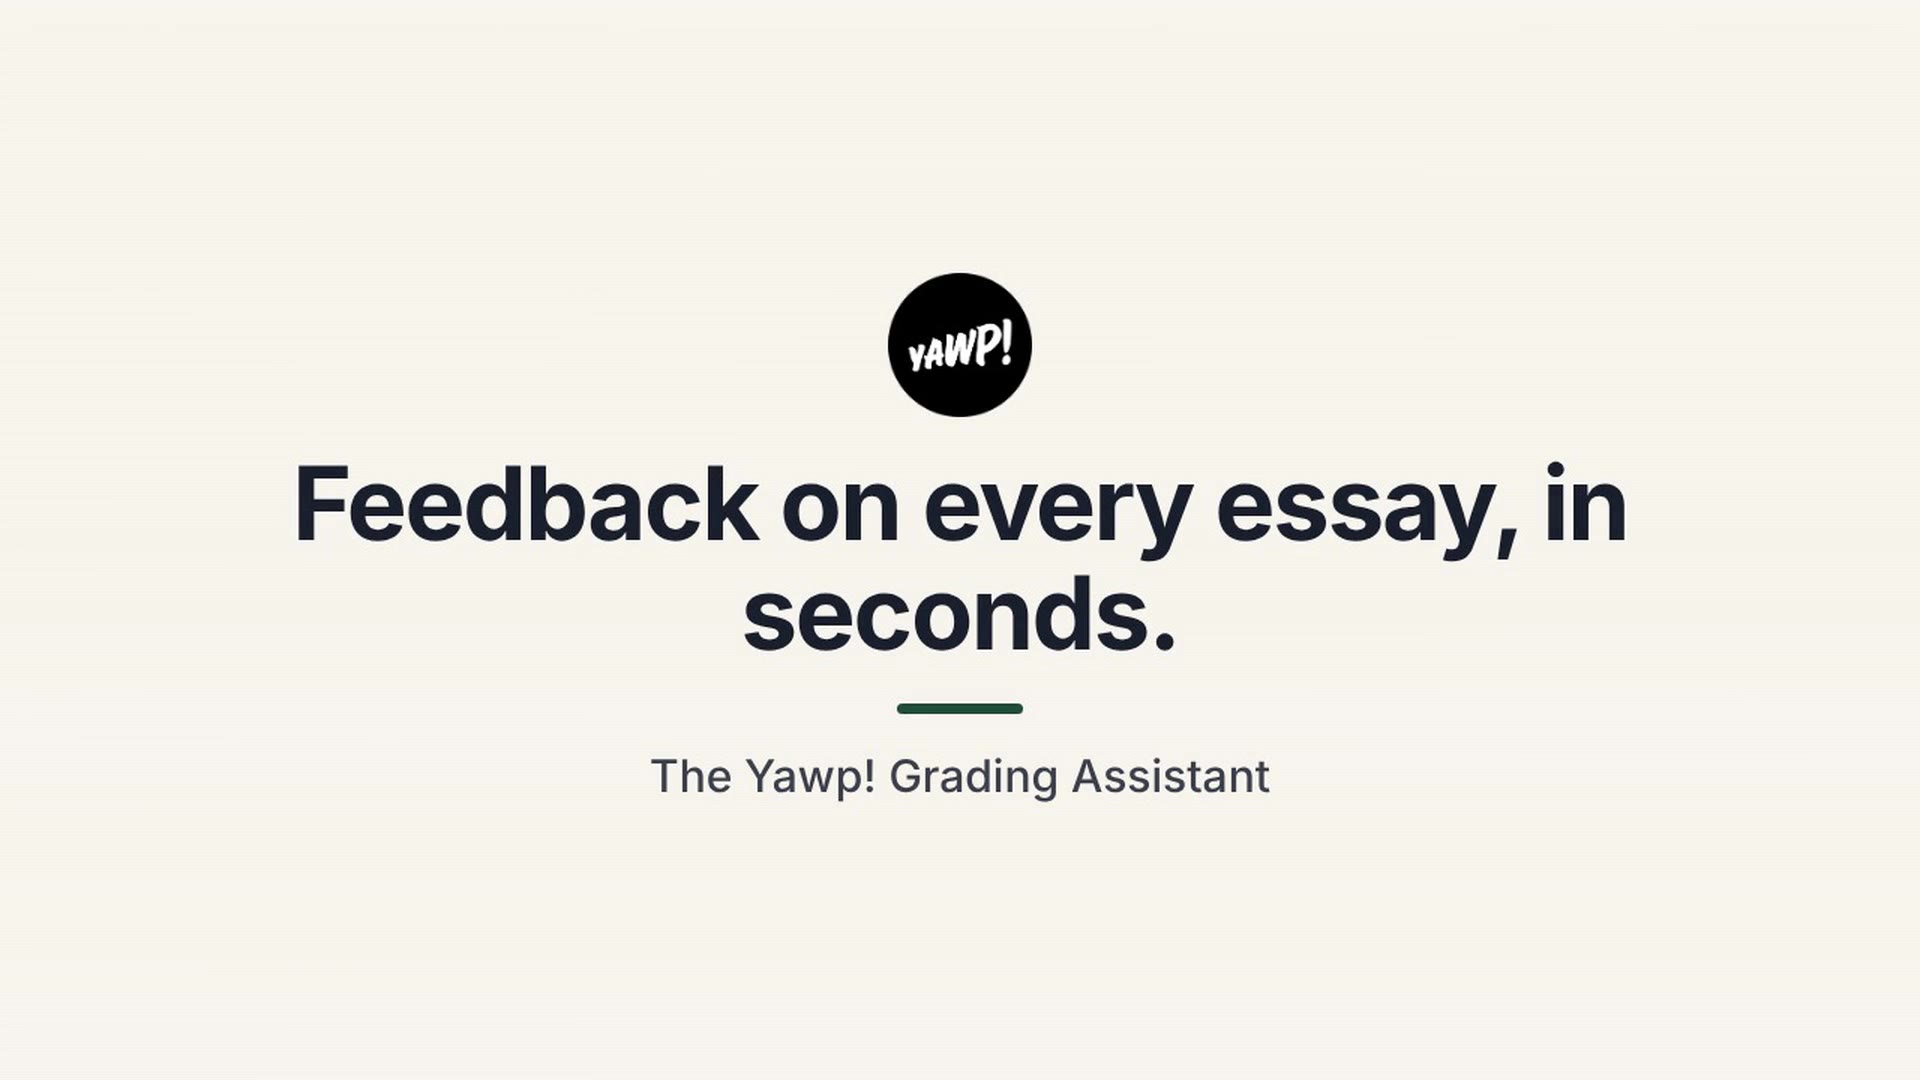 YAWP!
Feedback on every essay, in
seconds.
The Yawp! Grading Assistant